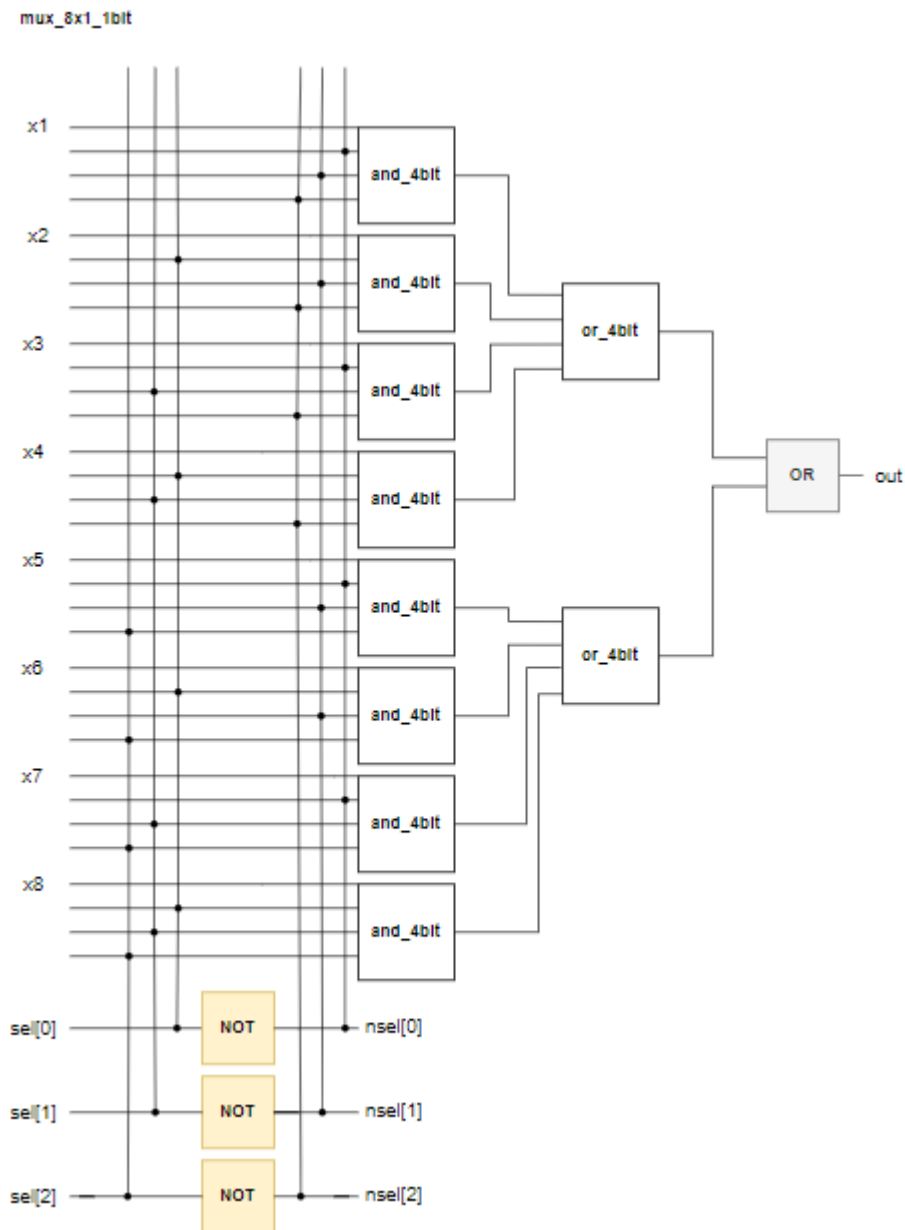 mux_8x1_1bit
x1
and_4bit
x2
and_4bit
or_4bit
x3
and_4bit
x4
and_4bit
OR
out
x5
and_4bit
or_4bit
x6
and_4bit
x7
and_4bit
x8
and_4bit
sel[0]
NOT
nsel[0]
sel[1]
NOT
nsel[1]
sel[2]
NOT
nsel[2]